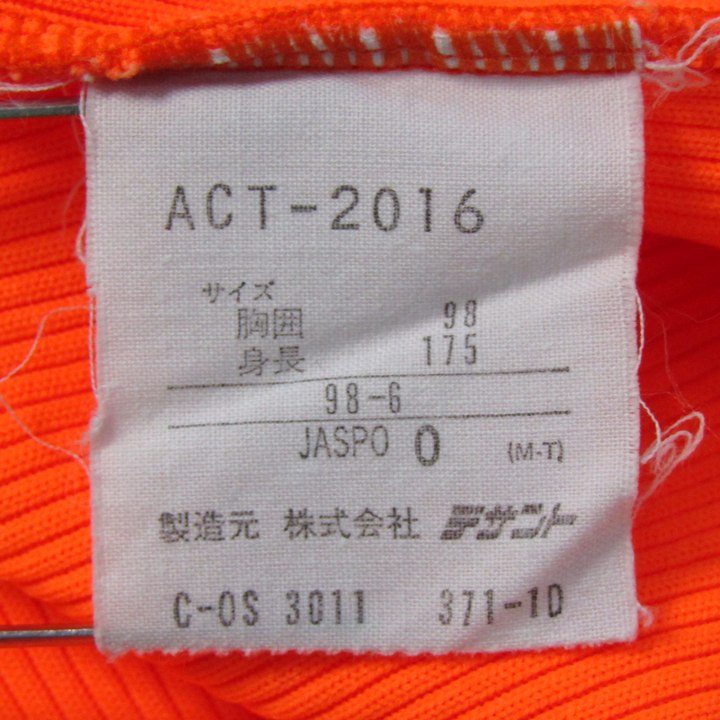 ACT-2016
サイズ
胸囲 98
身長 175
98-6
JASPO O (M-T)
製造元 株式会社 デサント
C-OS 3011 371-10